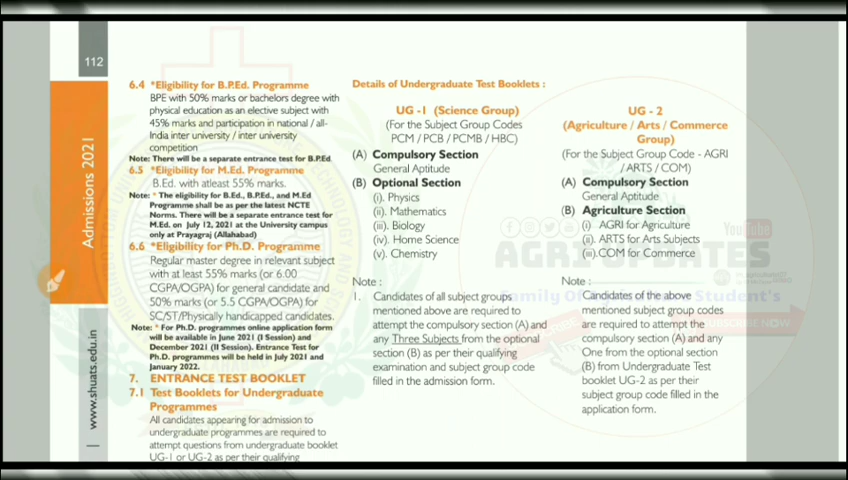 112
Admissions 2021
www.shuats.edu.in
6.4 *Eligibility for B.P.Ed. Programme
BPE with 50% marks or bachelors degree with
physical education as an elective subject with
45% marks and participation in national / all-
India inter university / inter university
competition
Note: There will be a separate entrance test for B.P.Ed
6.5 *Eligibility for M.Ed. Programme
B.Ed. with atleast 55% marks.
Note: * The eligibility for B.Ed., B.P.Ed., and M.Ed
Programme shall be as per the latest NCTE
Norms. There will be a separate entrance test for
M.Ed. on July 12, 2021 at the University campus
only at Prayagraj (Allahabad)
6.6 *Eligibility for Ph.D. Programme
Regular master degree in relevant subject
with at least 55% marks (or 6.00
CGPA/OGPA) for general candidate and
50% marks (or 5.5 CGPA/OGPA) for
SC/ST/Physically handicapped candidates.
Note: * For Ph.D. programmes online application form
will be available in June 2021 (I Session) and
December 2021 (II Session). Entrance Test for
Ph.D. programmes will be held in July 2021 and
January 2022.
7. ENTRANCE TEST BOOKLET
7.1 Test Booklets for Undergraduate
Programmes
All candidates appearing for admission to
undergraduate programmes are required to
attempt questions from undergraduate booklet
UG-1 or UG-2 as per their qualifying
Details of Undergraduate Test Booklets :
UG -1 (Science Group)
(For the Subject Group Codes
PCM / PCB / PCMB / HBC)
(A) Compulsory Section
General Aptitude
(B) Optional Section
(i). Physics
(ii). Mathematics
(iii). Biology
(iv). Home Science
(v). Chemistry
Note :
1. Candidates of all subject groups
mentioned above are required to
attempt the compulsory section (A) and
any Three Subjects from the optional
section (B) as per their qualifying
examination and subject group code
filled in the admission form.
UG - 2
(Agriculture / Arts / Commerce
Group)
(For the Subject Group Code - AGRI
/ ARTS / COM)
(A) Compulsory Section
General Aptitude
(B) Agriculture Section
(i) AGRI for Agriculture
(ii). ARTS for Arts Subjects
(iii).COM for Commerce
Note :
Candidates of the above
mentioned subject group codes
are required to attempt the
compulsory section (A) and any
One from the optional section
(B) from Undergraduate Test
booklet UG-2 as per their
subject group code filled in the
application form.
YouTube
AGRI UPDATES
Family Of Student's
SUBSCRIBE NOW